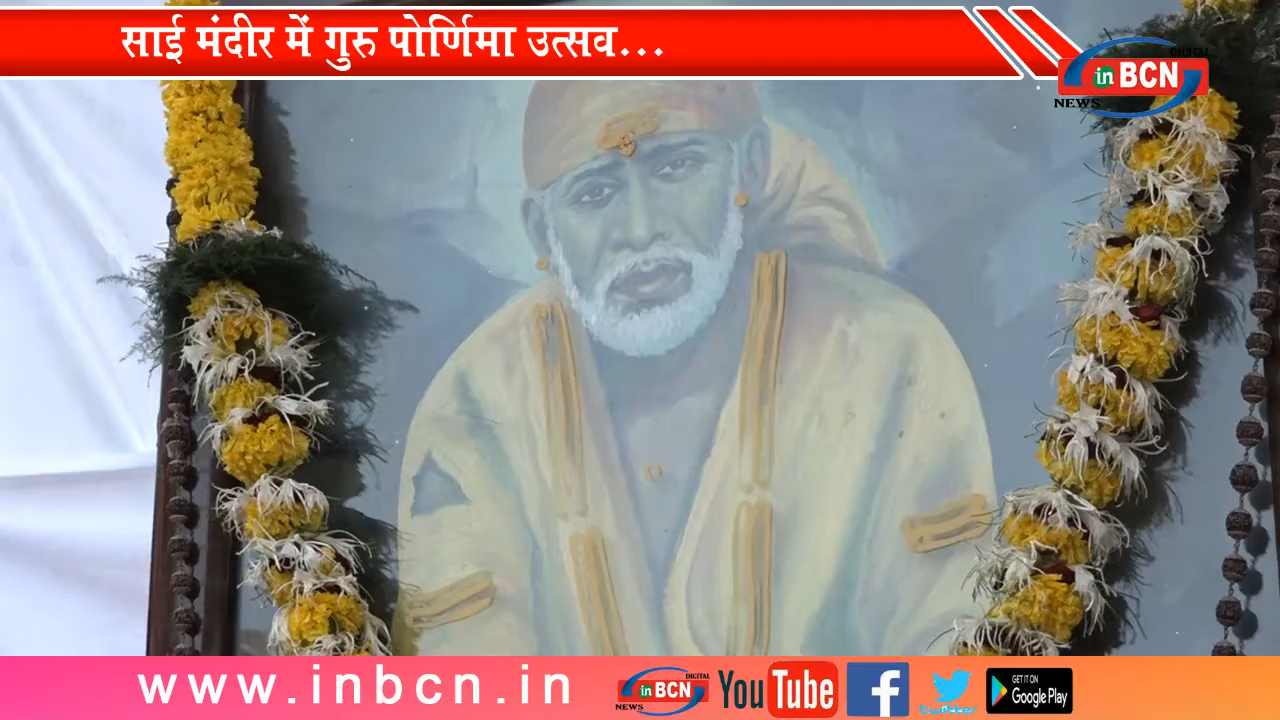 साई मंदीर में गुरु पोर्णिमा उत्सव...
DIGITAL
in BCN
NEWS
www.inbcn.in
DIGITAL
in BCN
NEWS
YouTube
f
twitter
GET IT ON
Google Play